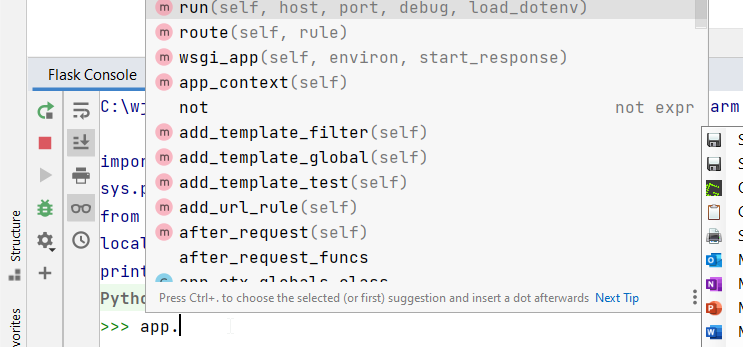 run(self, host, port, debug, load_dotenv)
route(self, rule)
wsgi_app(self, environ, start_response)
app_context(self)
not not expr
add_template_filter(self)
add_template_global(self)
add_template_test(self)
add_url_rule(self)
after_request(self)
after_request_funcs
app_ctx_globals_class
Press Ctrl+. to choose the selected (or first) suggestion and insert a dot afterwards Next Tip
Flask Console
C:\wj
arm
impor
sys.p
from
local
print
Pytho
>>> app.
Structure
vorites
S
S
C
C
S
M
M
M
M